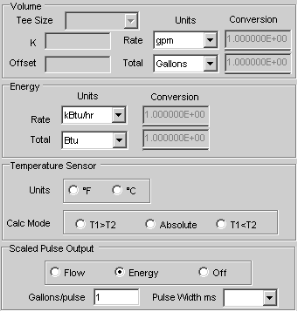 Volume
Tee Size Units Conversion
K Rate gpm 1.000000E+00
Offset Total Gallons 1.000000E+00
Energy
Units Conversion
Rate kBtu/hr 1.000000E+00
Total Btu 1.000000E+00
Temperature Sensor
Units °F °C
Calc Mode T1>T2 Absolute T1<T2
Scaled Pulse Output
Flow Energy Off
Gallons/pulse 1 Pulse Width ms